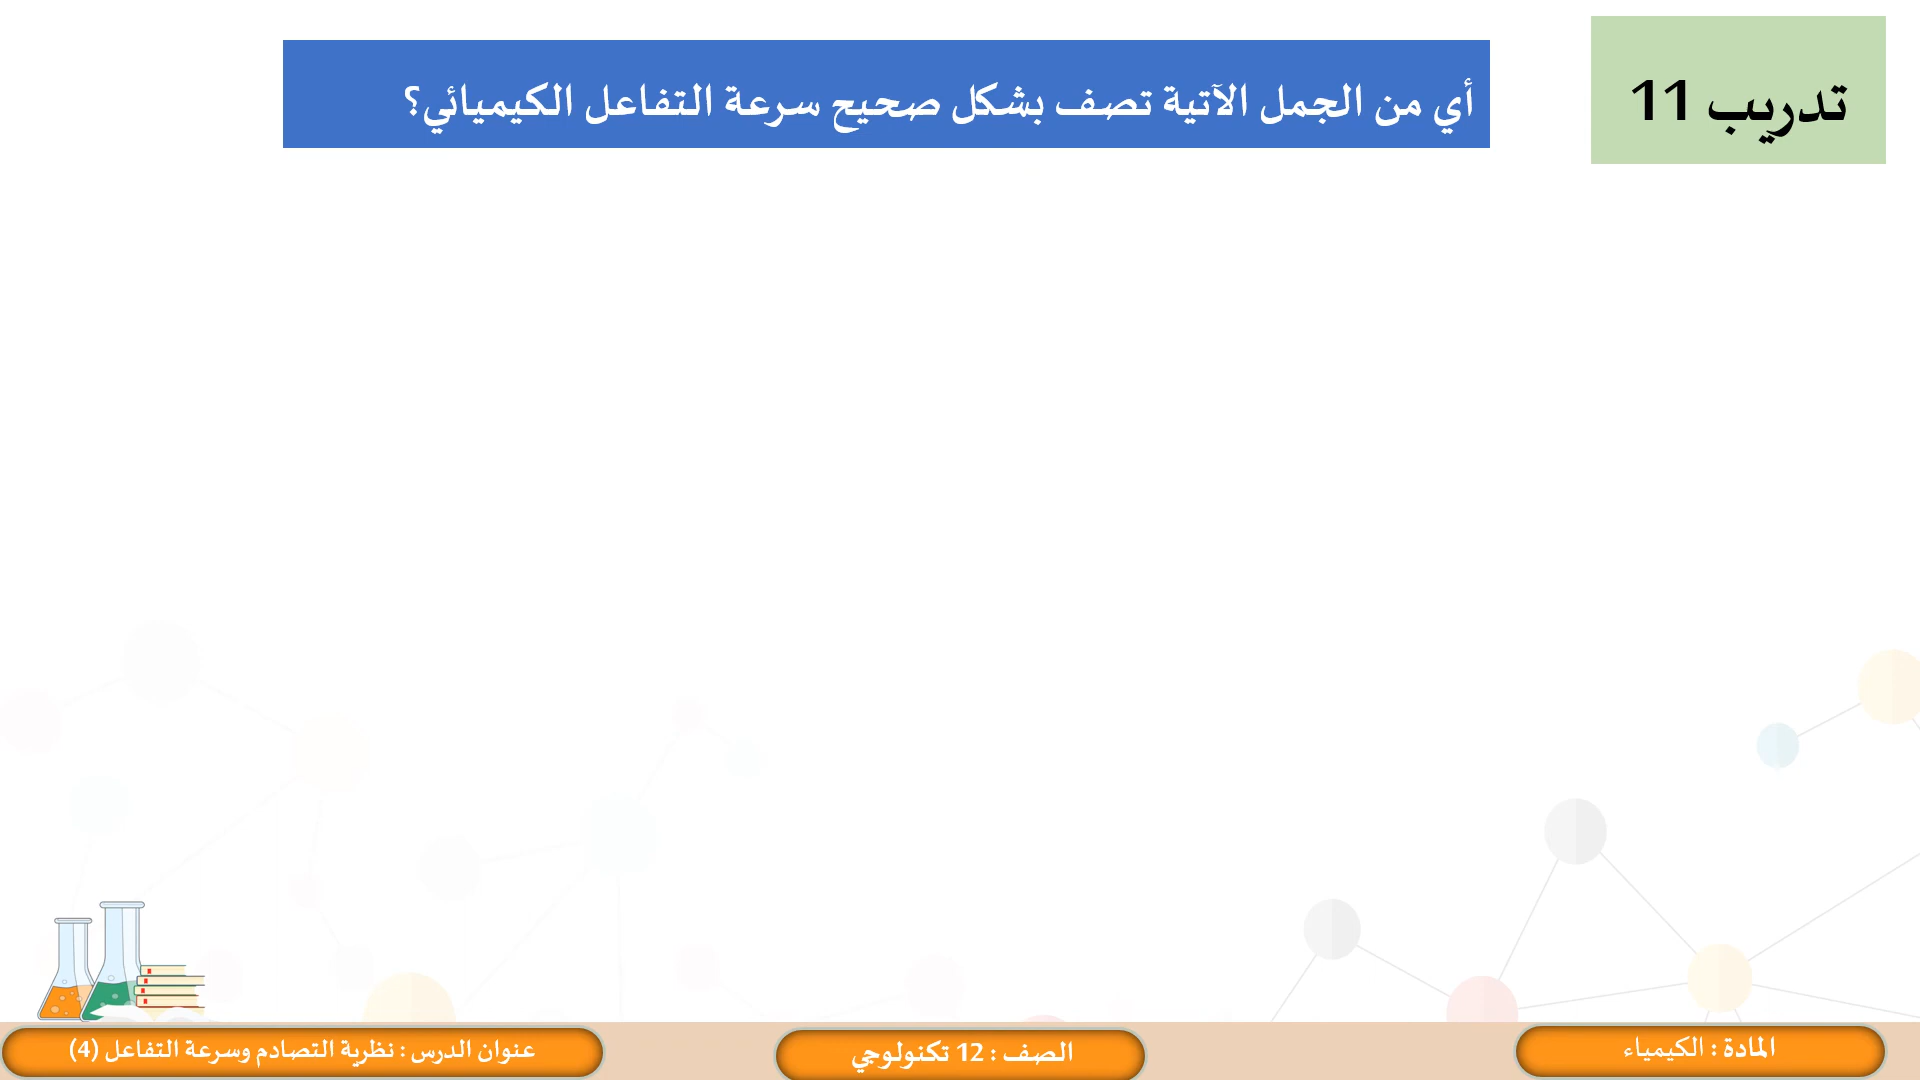 تدريب 11
أي من الجمل الآتية تصف بشكل صحيح سرعة التفاعل الكيميائي؟
المادة : الكيمياء
الصف : 12 تكنولوجي
عنوان الدرس : نظرية التصادم وسرعة التفاعل (4)